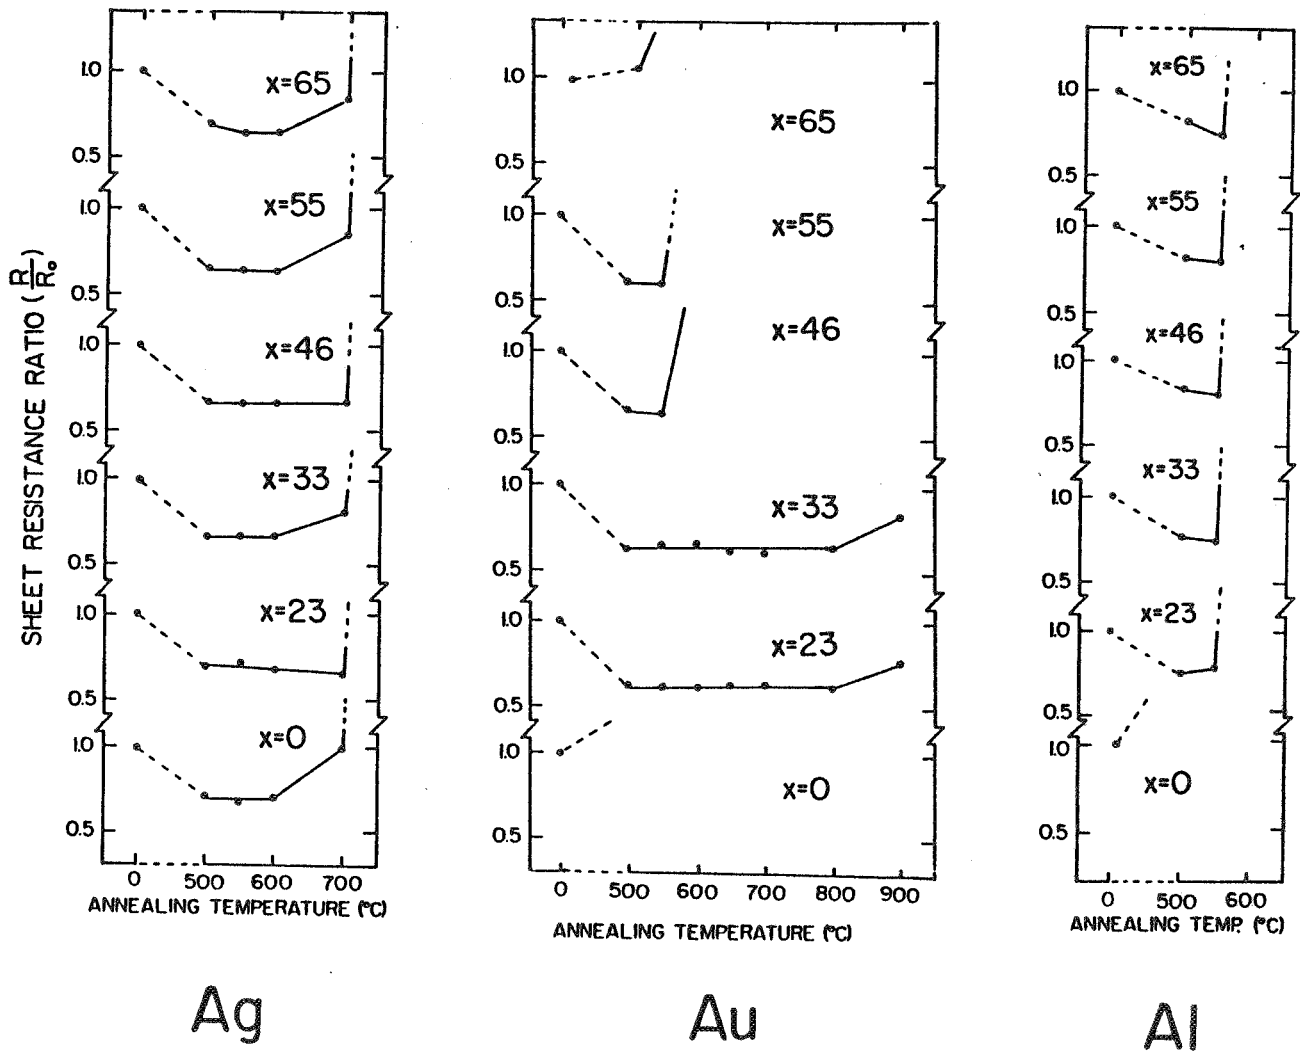 SHEET RESISTANCE RATIO (R/R₀)
1.0
x=65
0.5
1.0
x=55
0.5
1.0
x=46
0.5
1.0
x=33
0.5
1.0
x=23
0.5
1.0
x=0
0.5
0 500 600 700
ANNEALING TEMPERATURE (°C)
Ag
1.0
x=65
0.5
1.0
x=55
0.5
1.0
x=46
0.5
1.0
x=33
0.5
1.0
x=23
0.5
1.0
x=0
0.5
0 500 600 700 800 900
ANNEALING TEMPERATURE (°C)
Au
x=65
1.0
0.5
x=55
1.0
0.5
x=46
1.0
0.5
x=33
1.0
0.5
x=23
1.0
0.5
1.0
x=0
0.5
0 500 600
ANNEALING TEMP. (°C)
Al